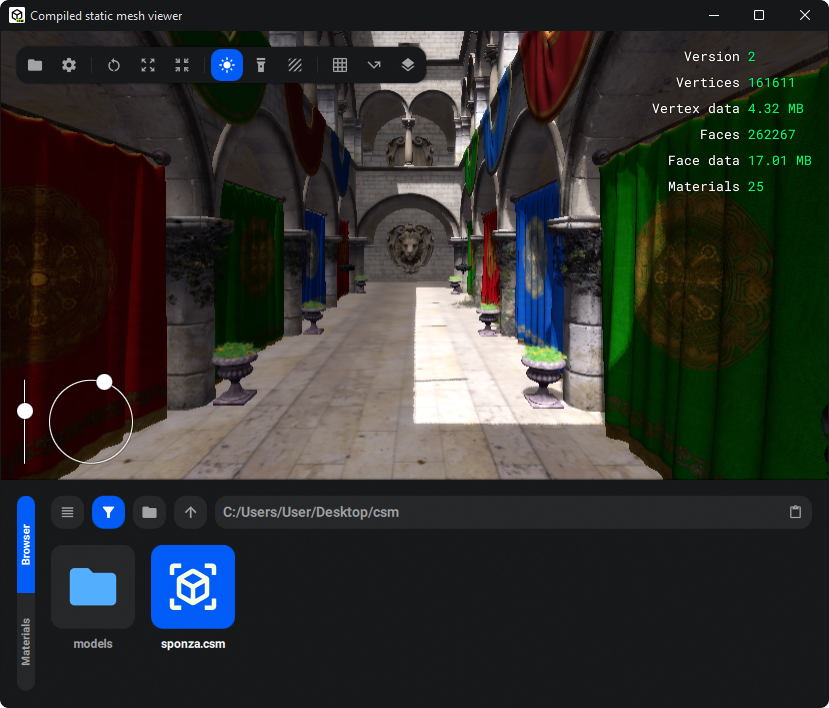 Compiled static mesh viewer
Version 2
Vertices 161611
Vertex data 4.32 MB
Faces 262267
Face data 17.01 MB
Materials 25
Browser
Materials
C:/Users/User/Desktop/csm
models
sponza.csm